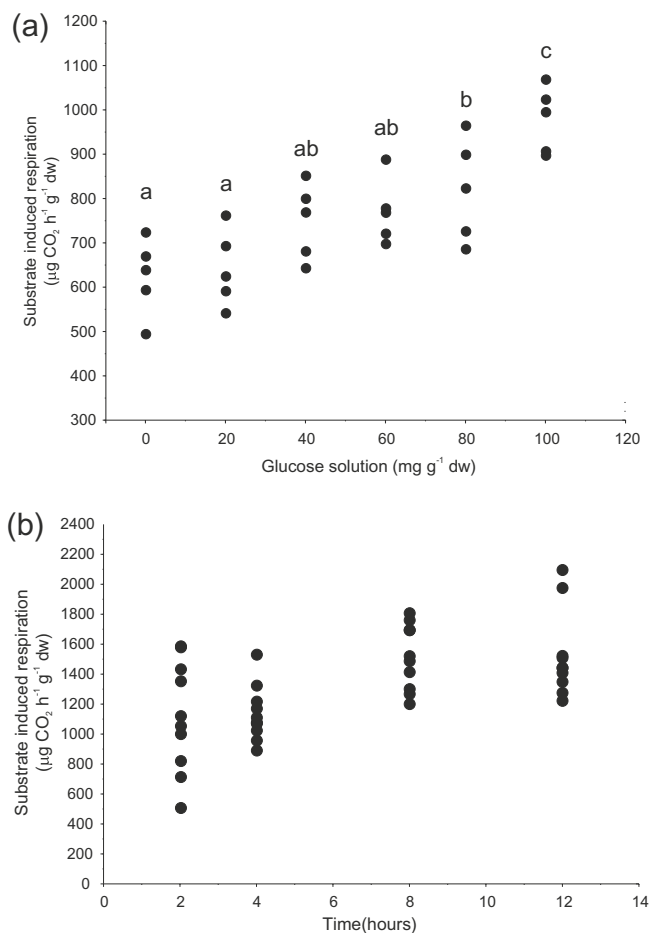 (a)
1200
1100
1000
900
800
700
600
500
400
300
Substrate induced respiration
(µg CO₂ h⁻¹ g⁻¹ dw)
a
a
ab
ab
b
c
0 20 40 60 80 100 120
Glucose solution (mg g⁻¹ dw)
(b)
2400
2200
2000
1800
1600
1400
1200
1000
800
600
400
200
0
Substrate induced respiration
(µg CO₂ h⁻¹ g⁻¹ dw)
0 2 4 6 8 10 12 14
Time(hours)